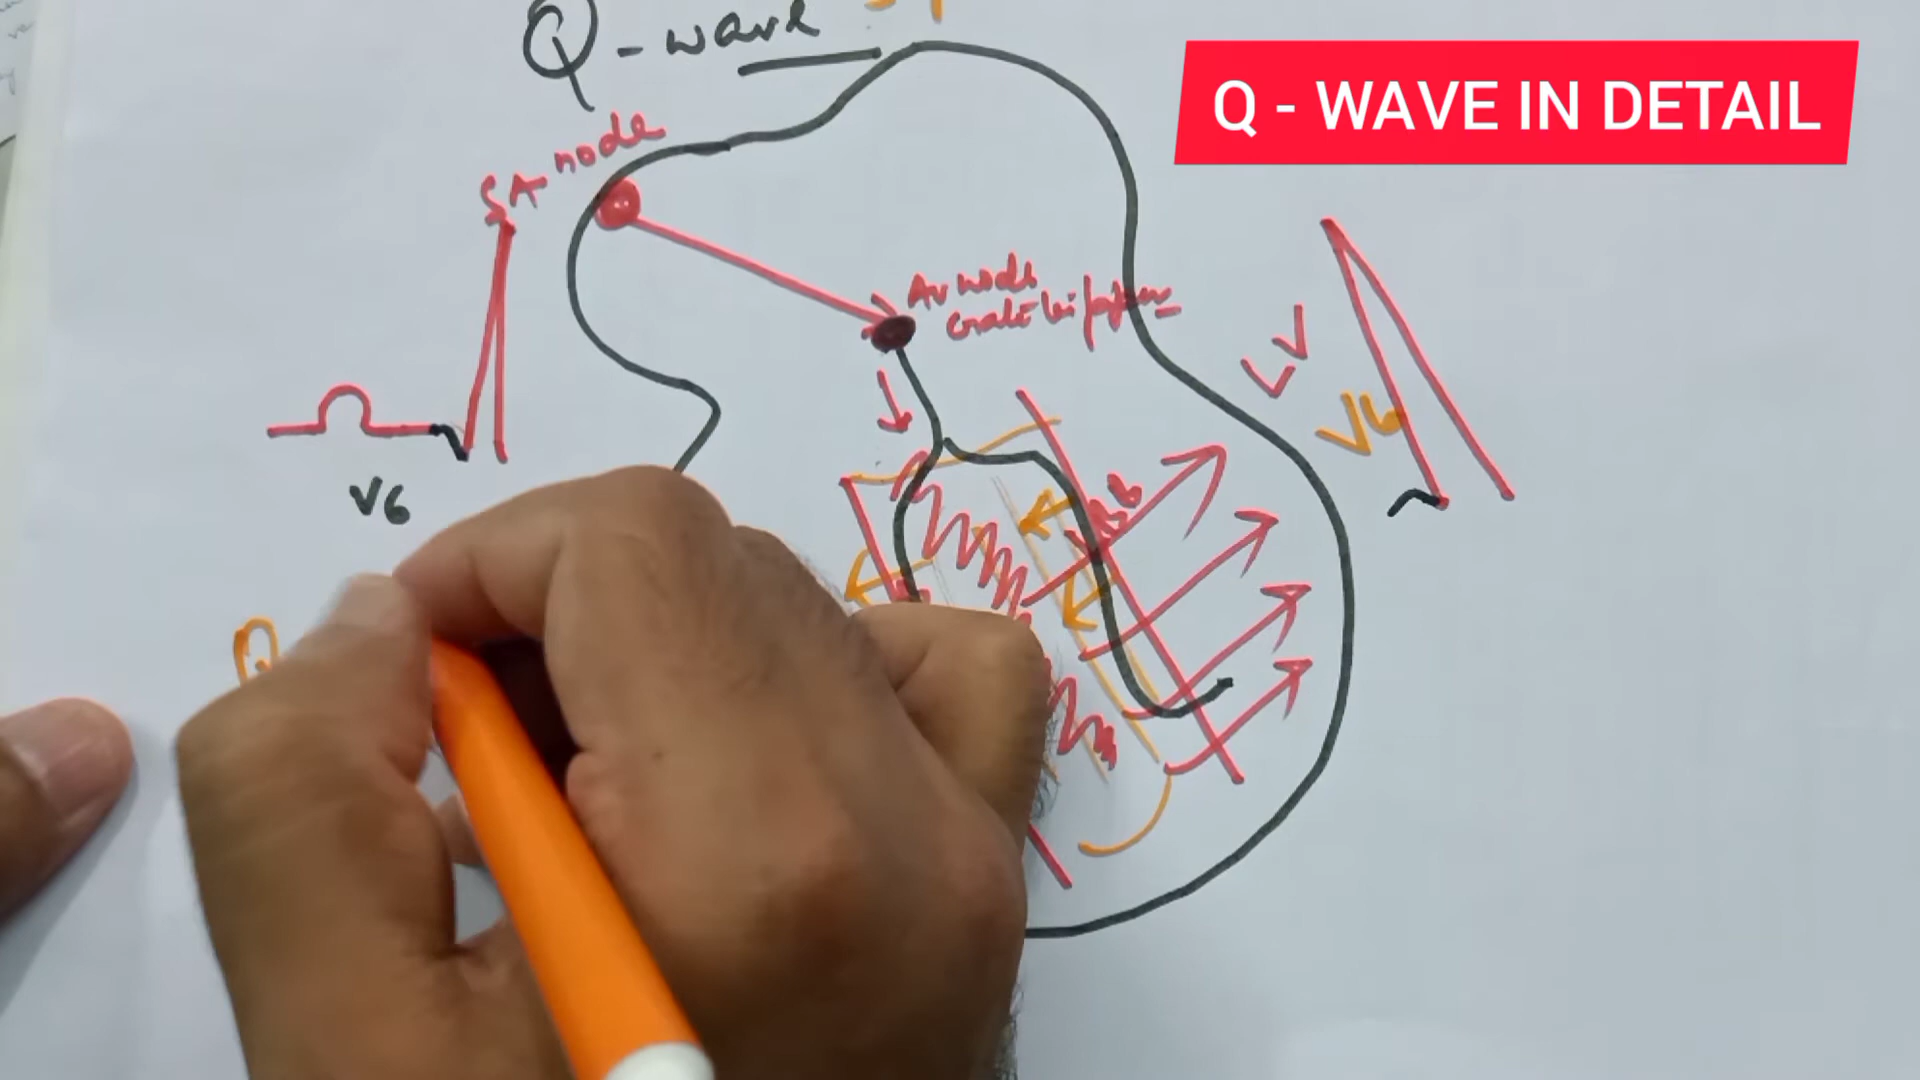 Q - wave
Q - WAVE IN DETAIL
SA node
AV node
LV
V6
V6
Q